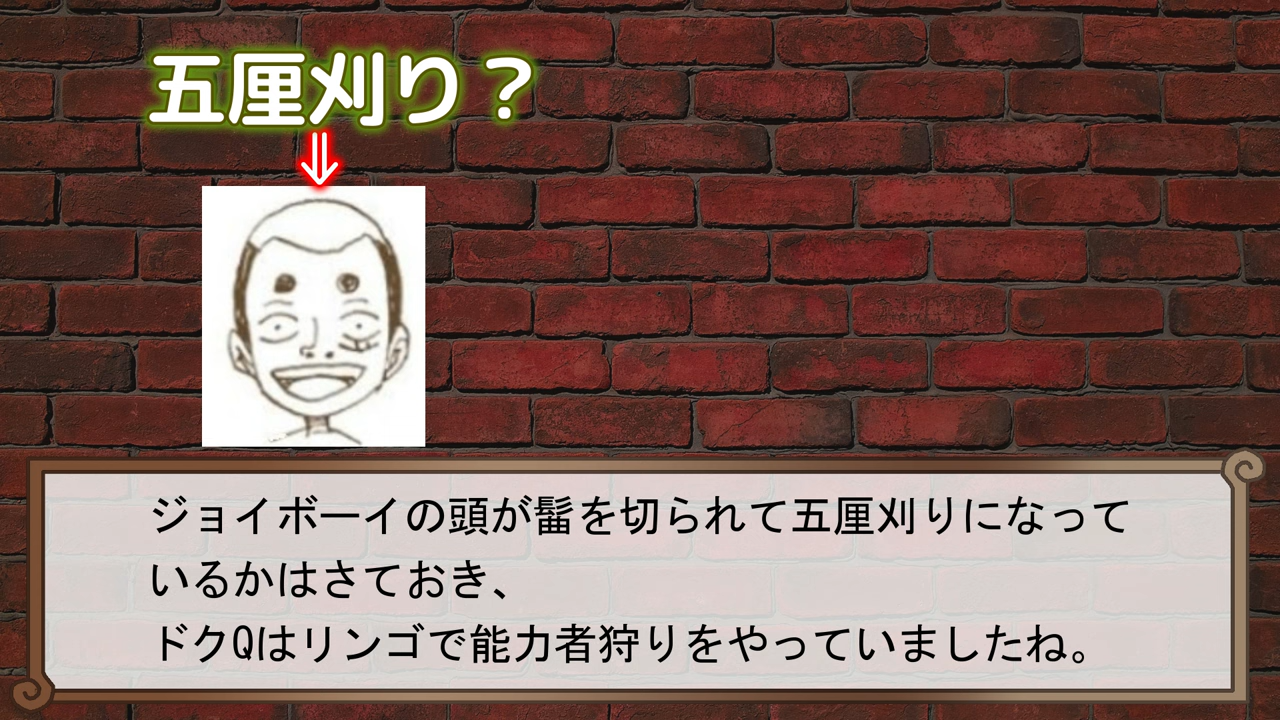 五厘刈り？
⇓
ジョイボーイの頭が髷を切られて五厘刈りになって
いるかはさておき、
ドクQはリンゴで能力者狩りをやっていましたね。